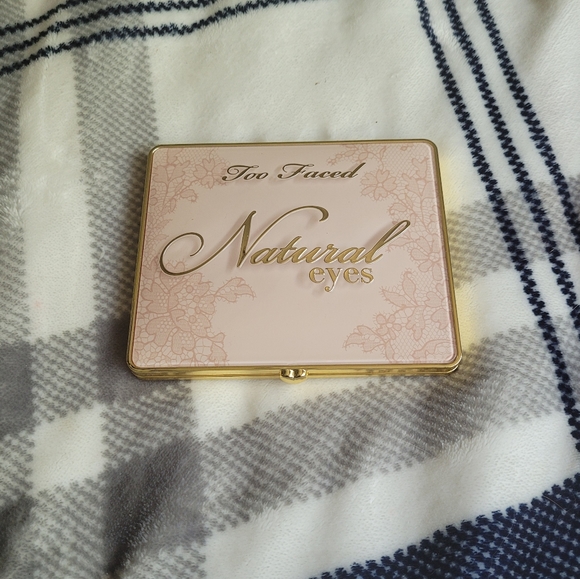 Too Faced
Natural
eyes